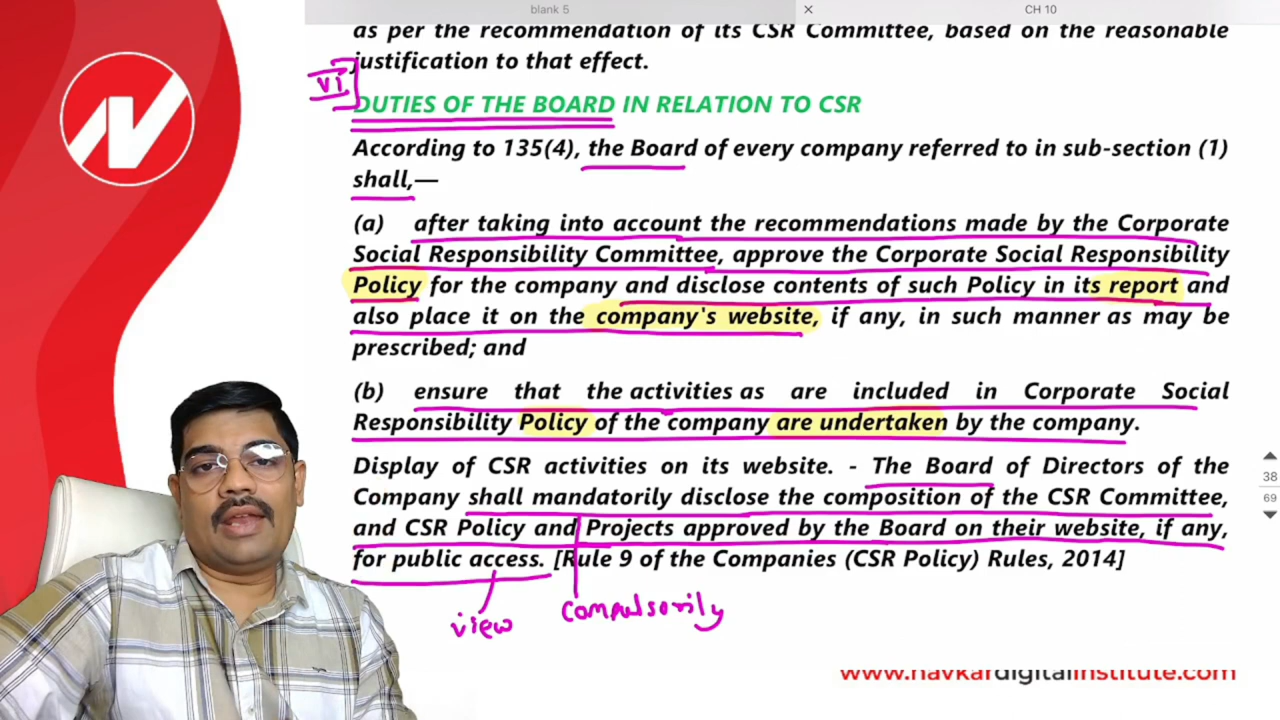 blank 5
CH 10
as per the recommendation of its CSR Committee, based on the reasonable
justification to that effect.
vi
DUTIES OF THE BOARD IN RELATION TO CSR
According to 135(4), the Board of every company referred to in sub-section (1)
shall,—
(a) after taking into account the recommendations made by the Corporate
Social Responsibility Committee, approve the Corporate Social Responsibility
Policy for the company and disclose contents of such Policy in its report and
also place it on the company's website, if any, in such manner as may be
prescribed; and
(b) ensure that the activities as are included in Corporate Social
Responsibility Policy of the company are undertaken by the company.
Display of CSR activities on its website. - The Board of Directors of the
Company shall mandatorily disclose the composition of the CSR Committee,
and CSR Policy and Projects approved by the Board on their website, if any,
for public access. [Rule 9 of the Companies (CSR Policy) Rules, 2014]
view compulsorily
38
69
www.navkardigitalinstitute.com